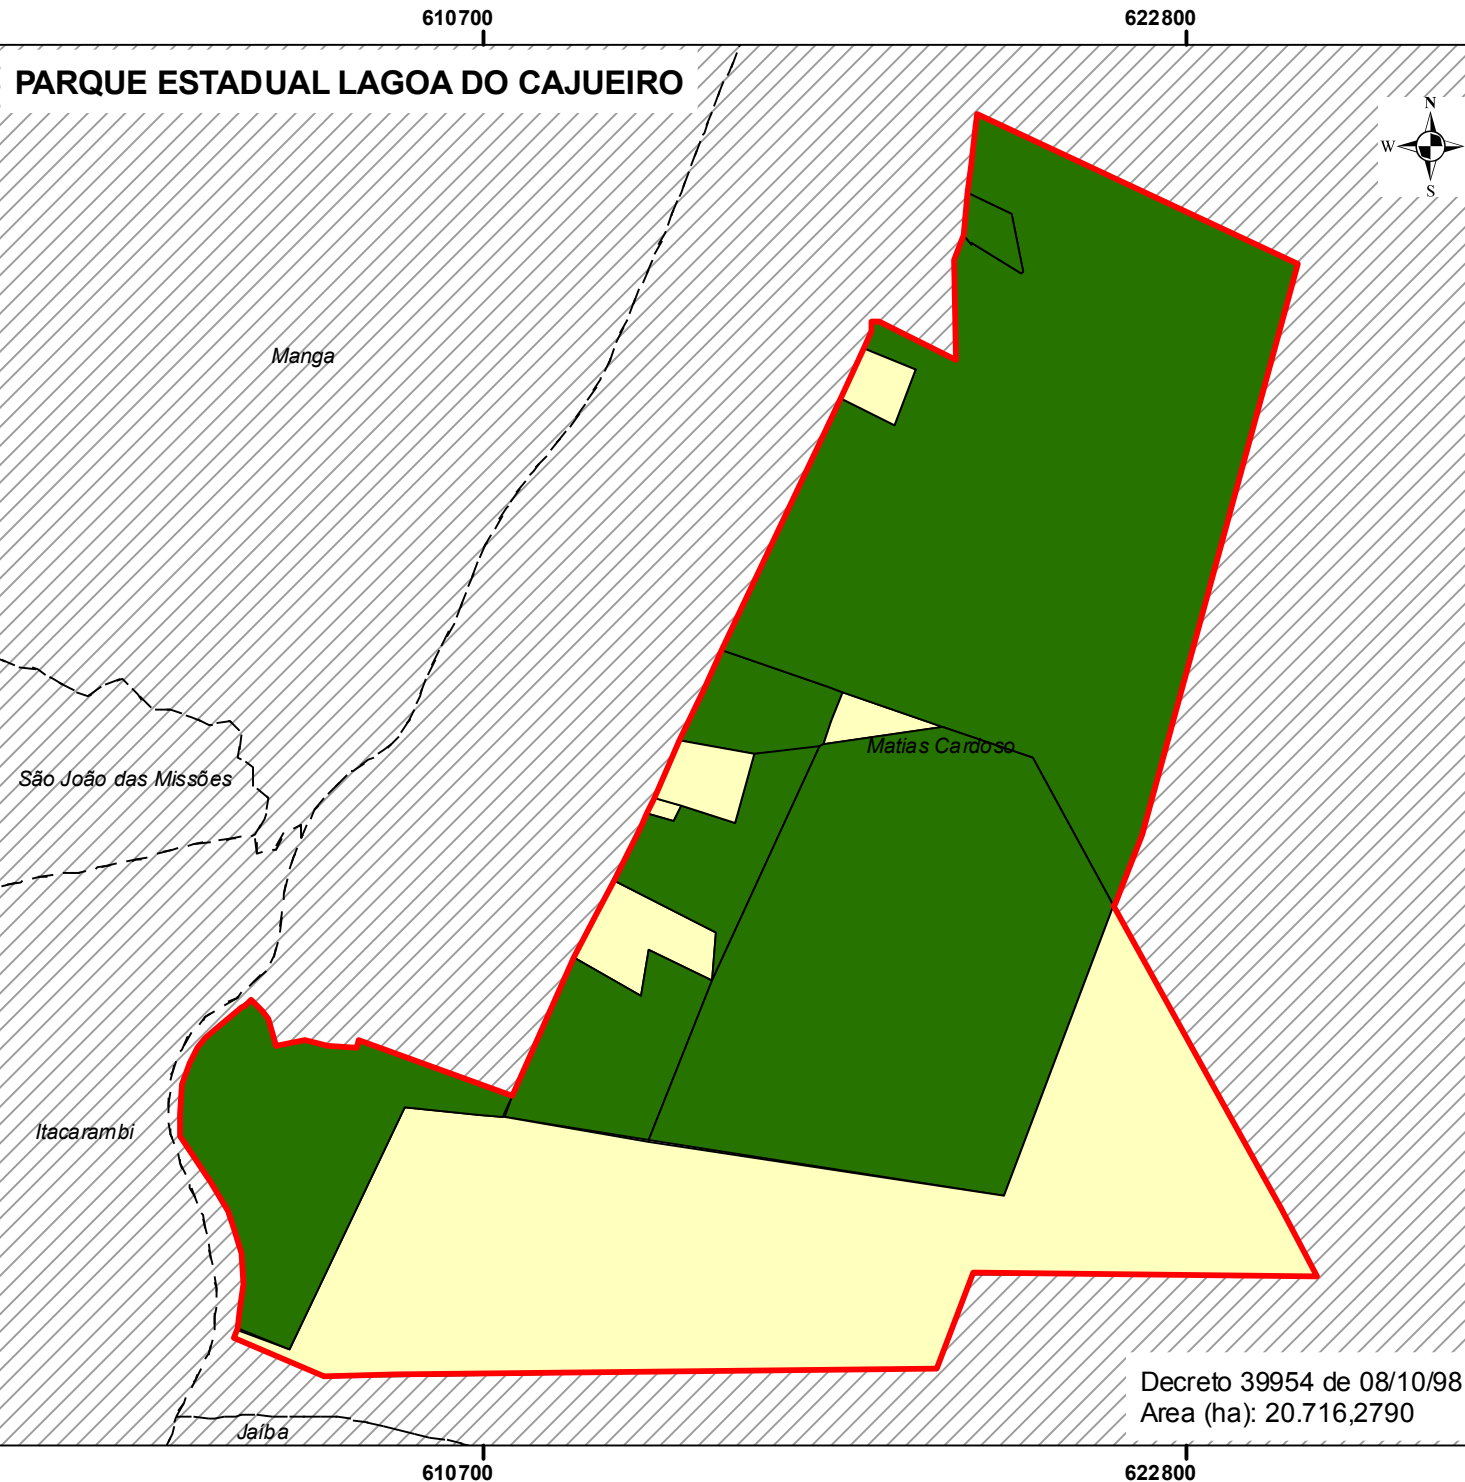 610700
622800
PARQUE ESTADUAL LAGOA DO CAJUEIRO
N
W
S
Manga
Matias Cardoso
São João das Missões
Itacarambi
Decreto 39954 de 08/10/98
Area (ha): 20.716,2790
Jaíba
610700
622800